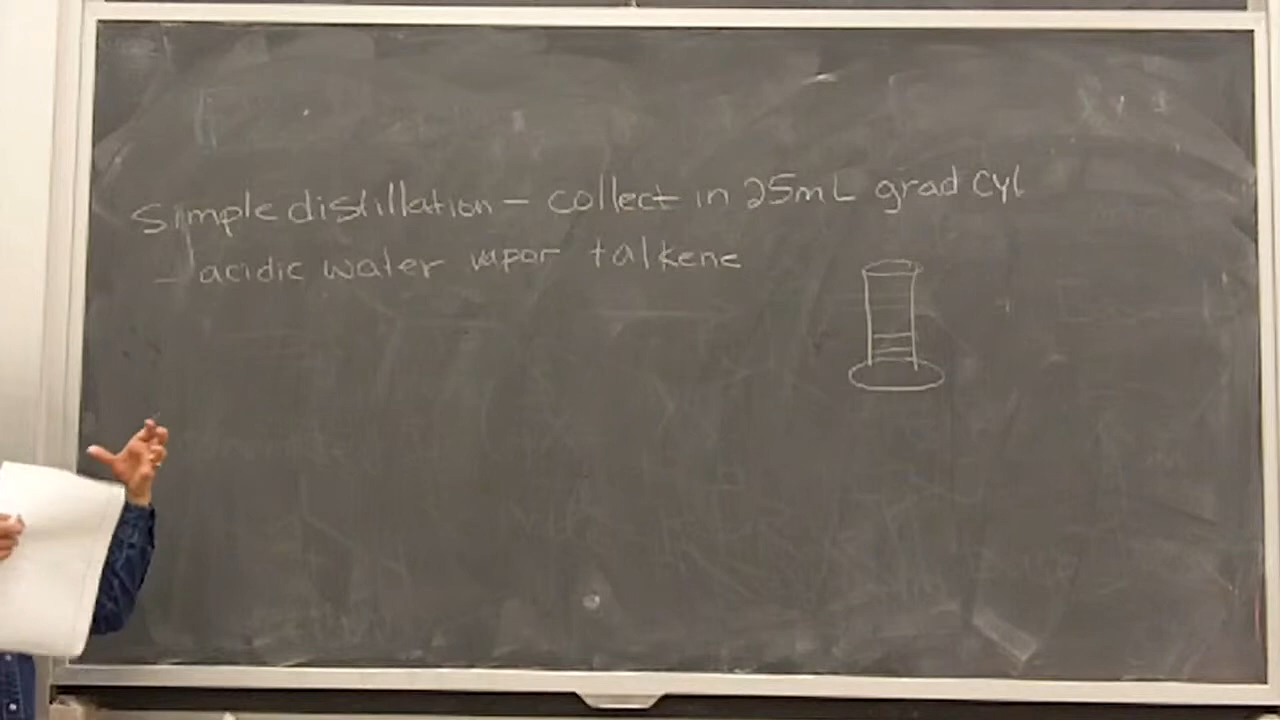 Simple distillation – collect in 25mL grad cyl
– acidic water vapor + alkene